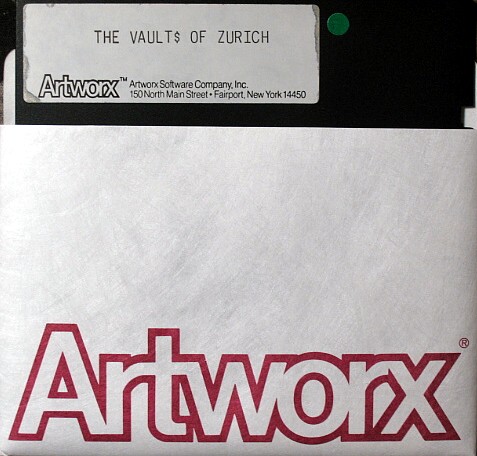 THE VAULT$ OF ZURICH
Artworx™ Artworx Software Company, Inc.
150 North Main Street • Fairport, New York 14450
Artworx®